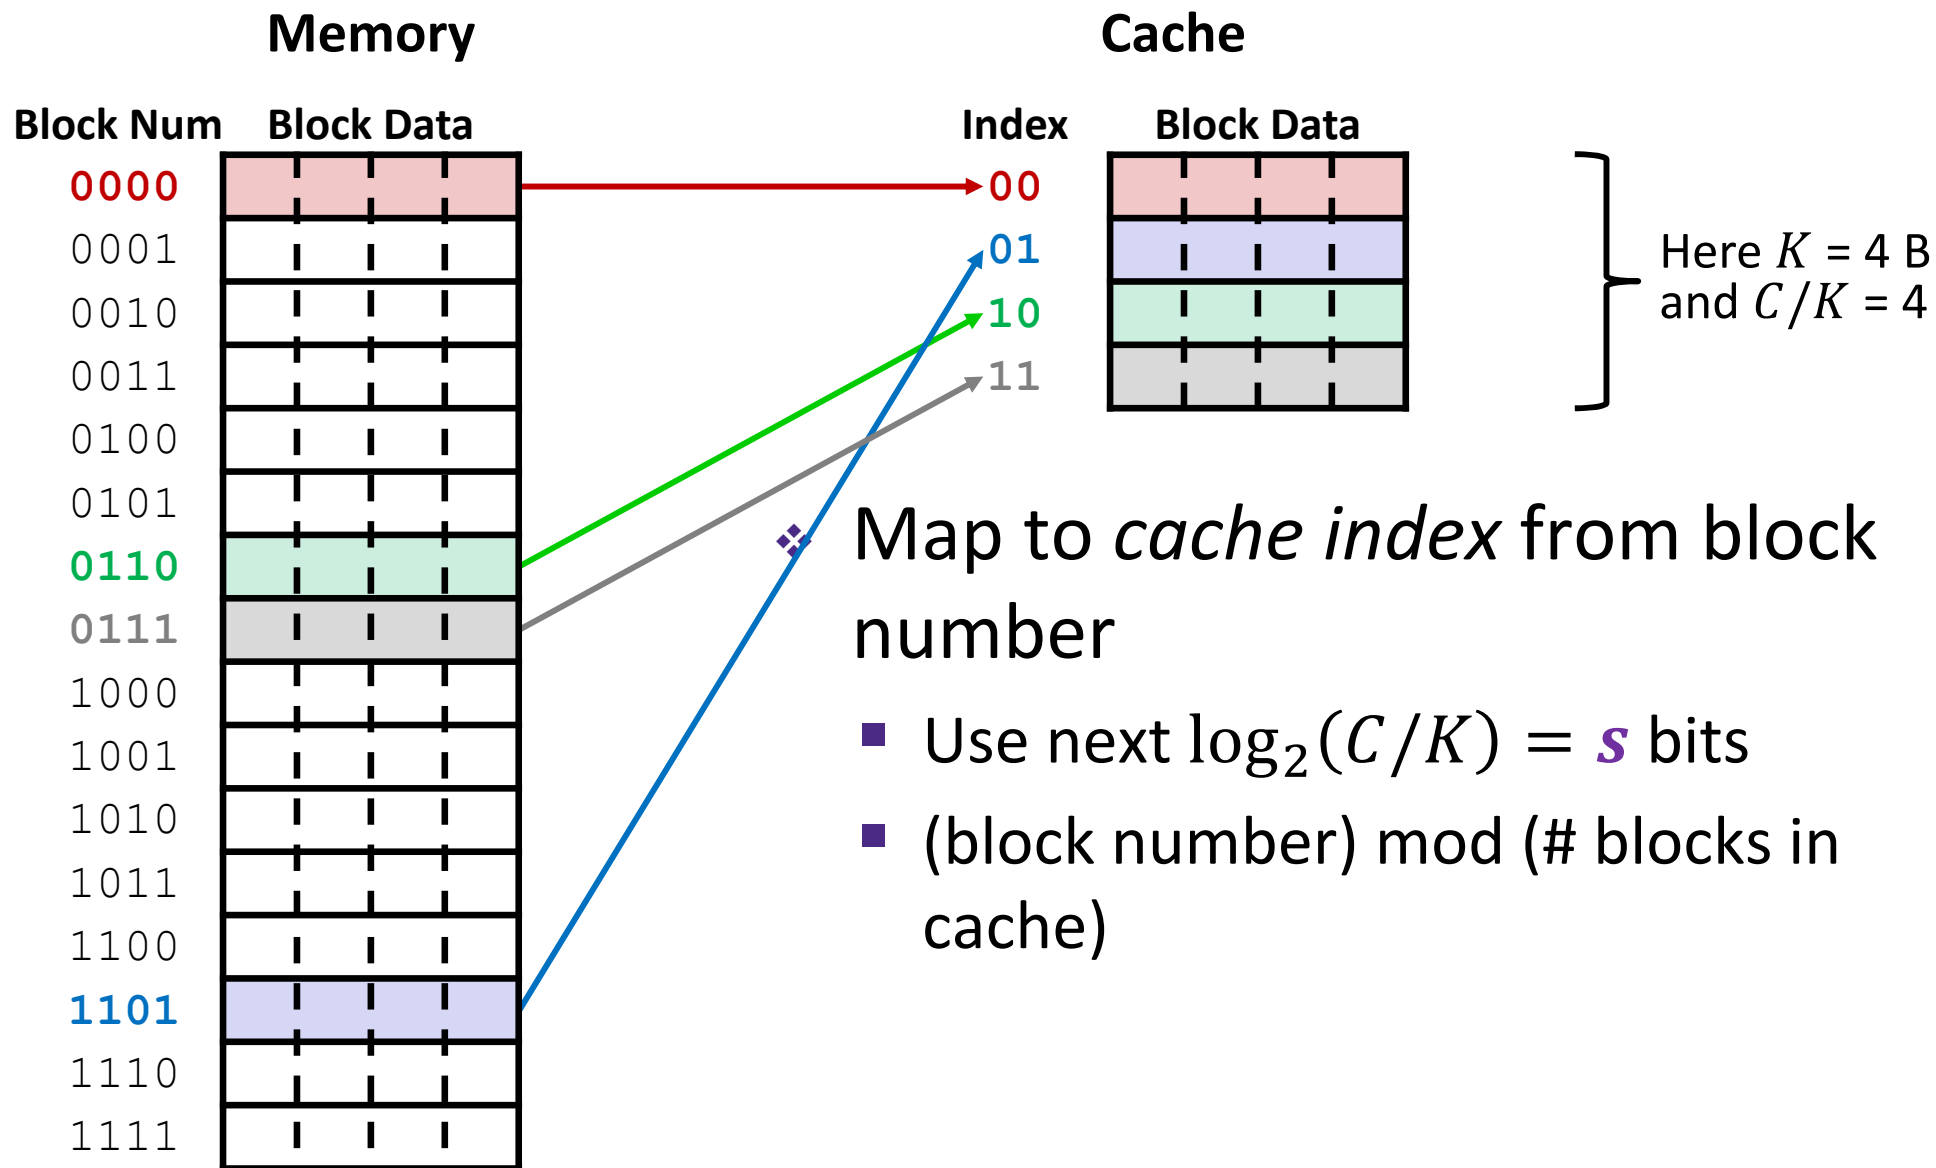 Memory Cache
Block Num Block Data Index Block Data
0000 00
0001 01
0010 10
0011 11
0100
0101
0110
0111
1000
1001
1010
1011
1100
1101
1110
1111
Here K = 4 B
and C/K = 4
❖ Map to cache index from block
number
▪ Use next log₂(C/K) = s bits
▪ (block number) mod (# blocks in
cache)